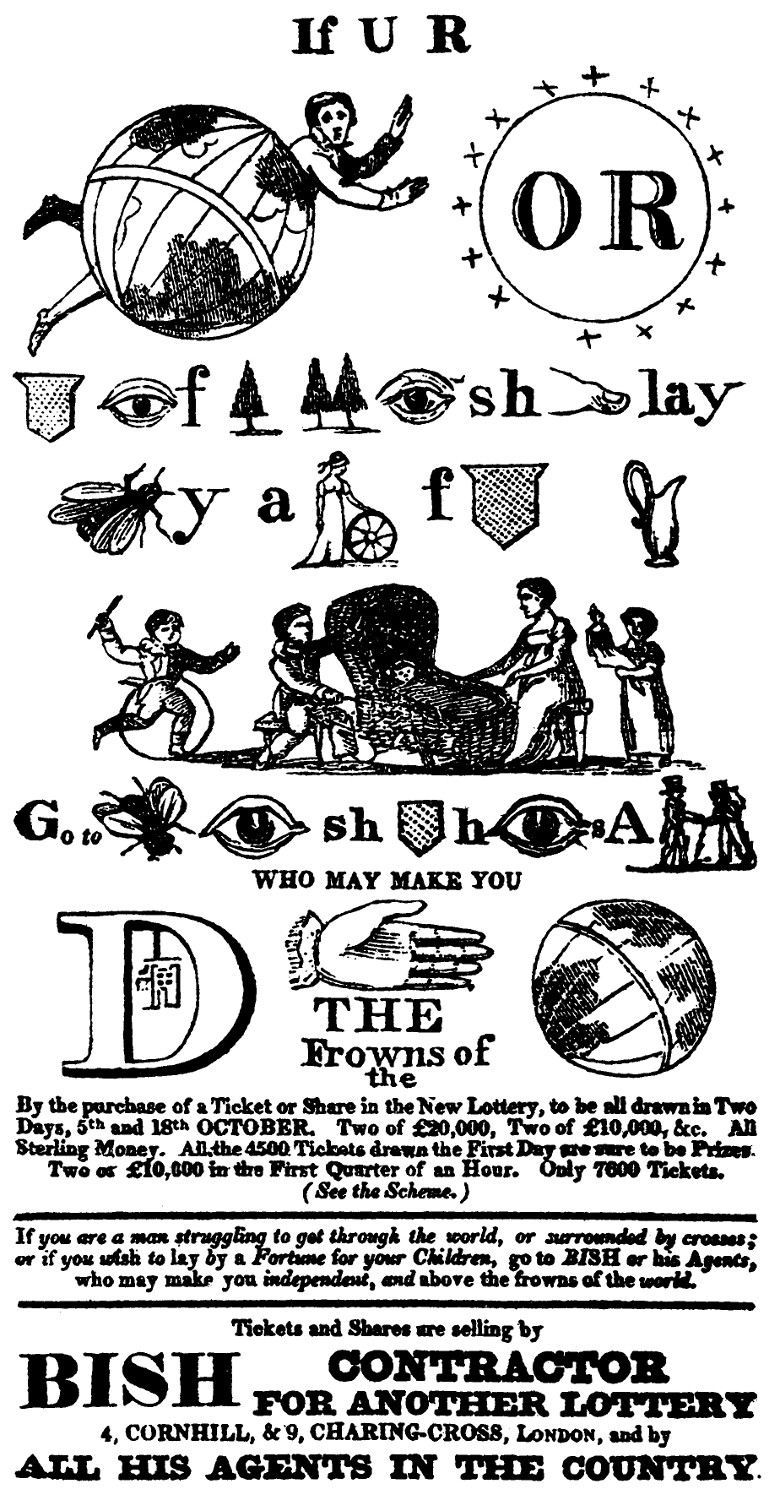 If U R
OR
f sh lay
y a f
Go to sh h s A
WHO MAY MAKE YOU
D
THE
Frowns of
the
By the purchase of a Ticket or Share in the New Lottery, to be all drawn in Two
Days, 5th and 18th OCTOBER. Two of £20,000, Two of £10,000, &c. All
Sterling Money. All the 4500 Tickets drawn the First Day are sure to be Prizes.
Two or £10,000 in the First Quarter of an Hour. Only 7600 Tickets.
(See the Scheme.)
If you are a man struggling to get through the world, or surrounded by crosses;
or if you wish to lay by a Fortune for your Children, go to BISH or his Agents,
who may make you independent, and above the frowns of the world.
Tickets and Shares are selling by
BISH CONTRACTOR
FOR ANOTHER LOTTERY
4, CORNHILL, & 9, CHARING-CROSS, LONDON, and by
ALL HIS AGENTS IN THE COUNTRY.